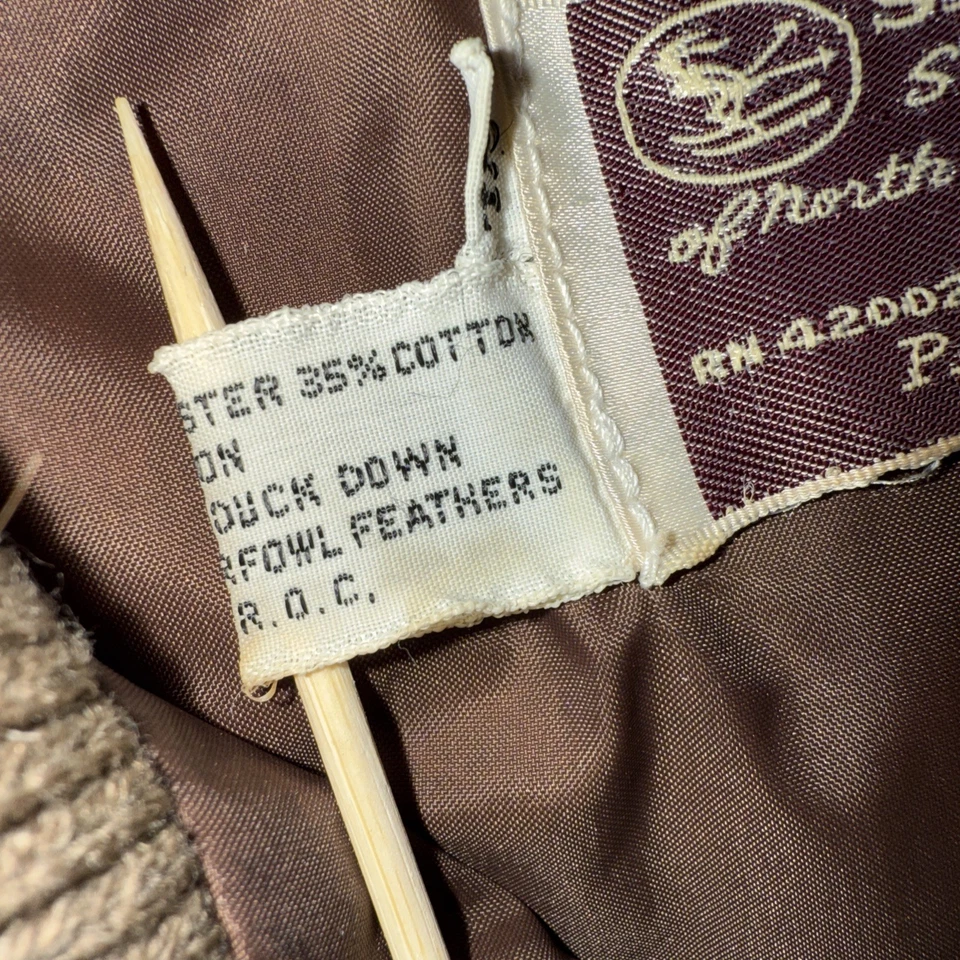 STER 35% COTTON
ON
DUCK DOWN
RFOWL FEATHERS
R.O.C.
S
of North
RN 42002
P